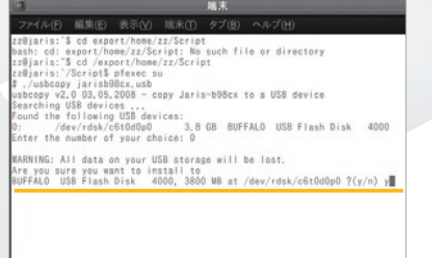 端末
ファイル(F) 編集(E) 表示(V) 端末(T) タブ(B) ヘルプ(H)
zz@jaris:~$ cd export/home/zz/Script
bash: cd: export/home/zz/Script: No such file or directory
zz@jaris:~$ cd /export/home/zz/Script
zz@jaris:~/Script$ pfexec su
# ./usbcopy jarisb98cx.usb
usbcopy v2.0 03.05.2008 - copy Jaris-b98cx to a USB device
Searching USB devices ...
Found the following USB devices:
0: /dev/rdsk/c6t0d0p0 3.8 GB BUFFALO USB Flash Disk 4000
Enter the number of your choice: 0
WARNING: All data on your USB storage will be lost.
Are you sure you want to install to
BUFFALO USB Flash Disk 4000, 3800 MB at /dev/rdsk/c6t0d0p0 ?(y/n) y